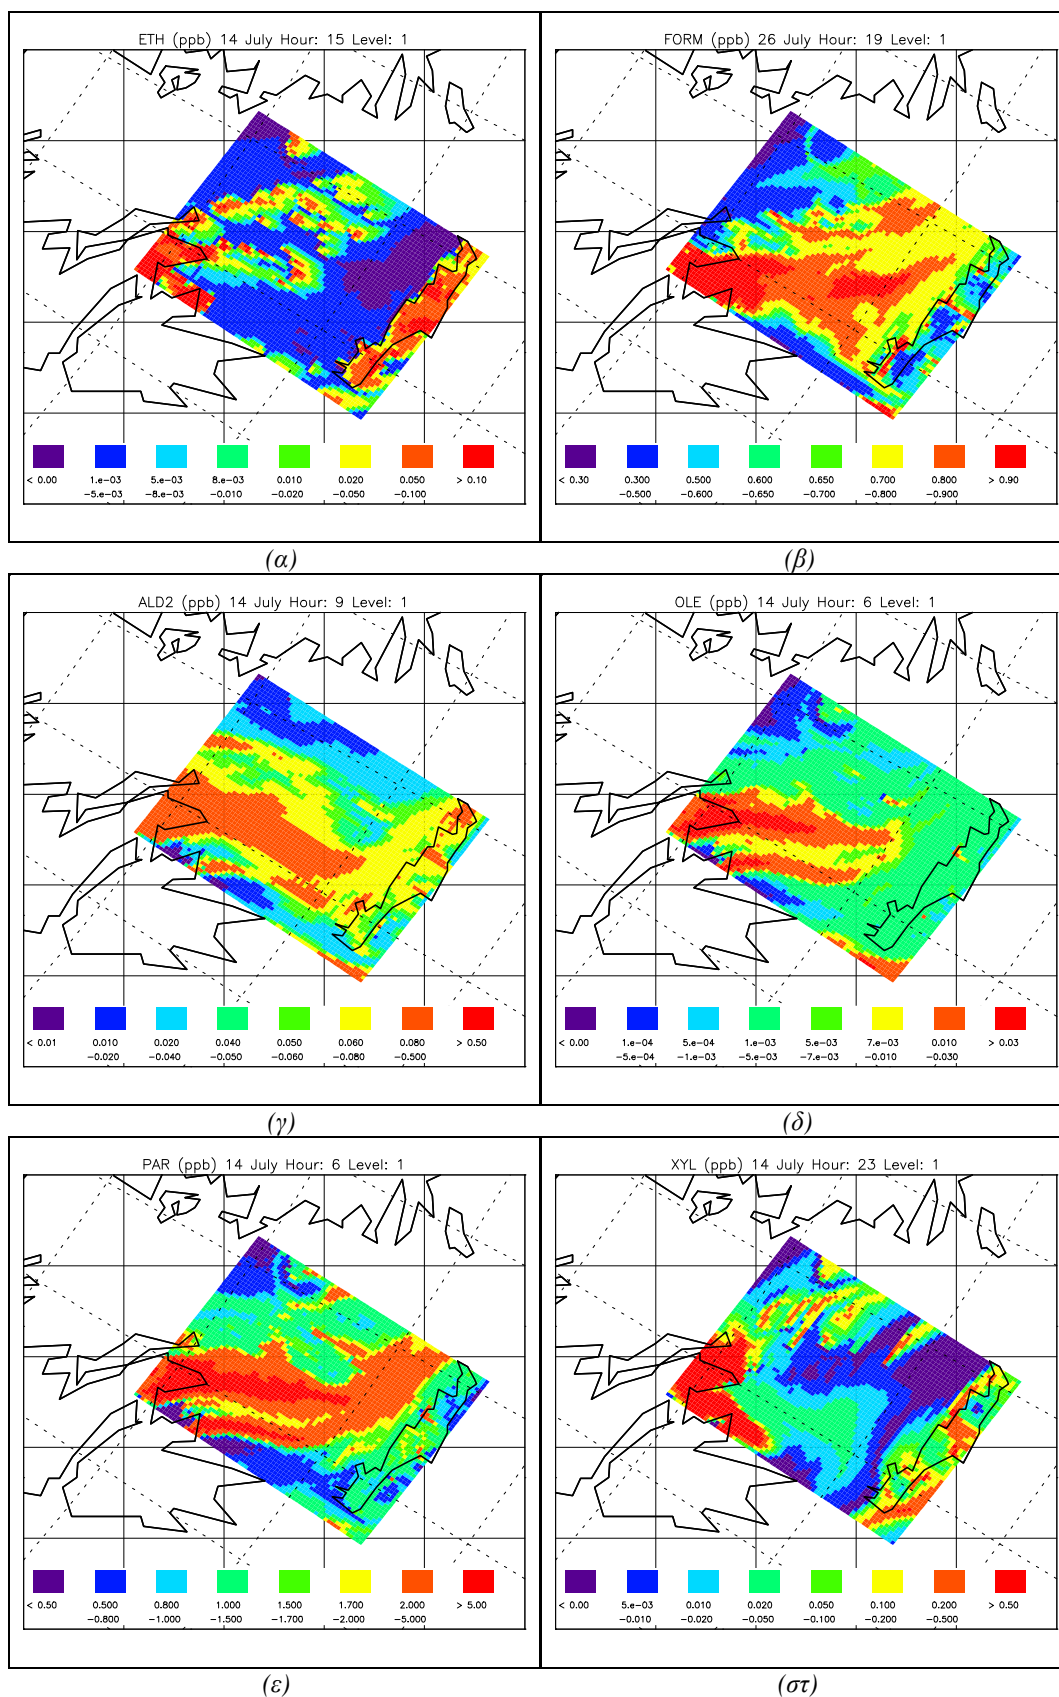 ETH (ppb) 14 July Hour: 15 Level: 1
< 0.00 1.e-03 5.e-03 8.e-03 0.010 0.020 0.050 > 0.10
-5.e-03 -8.e-03 -0.010 -0.020 -0.050 -0.100
(α)
FORM (ppb) 26 July Hour: 19 Level: 1
< 0.30 0.300 0.500 0.600 0.650 0.700 0.800 > 0.90
-0.500 -0.600 -0.650 -0.700 -0.800 -0.900
(β)
ALD2 (ppb) 14 July Hour: 9 Level: 1
< 0.01 0.010 0.020 0.040 0.050 0.060 0.080 > 0.50
-0.020 -0.040 -0.050 -0.060 -0.080 -0.500
(γ)
OLE (ppb) 14 July Hour: 6 Level: 1
< 0.00 1.e-04 5.e-04 1.e-03 5.e-03 7.e-03 0.010 > 0.03
-5.e-04 -1.e-03 -5.e-03 -7.e-03 -0.010 -0.030
(δ)
PAR (ppb) 14 July Hour: 6 Level: 1
< 0.50 0.500 0.800 1.000 1.500 1.700 2.000 > 5.00
-0.800 -1.000 -1.500 -1.700 -2.000 -5.000
(ε)
XYL (ppb) 14 July Hour: 23 Level: 1
< 0.00 5.e-03 0.010 0.020 0.050 0.100 0.200 > 0.50
-0.010 -0.020 -0.050 -0.100 -0.200 -0.500
(στ)